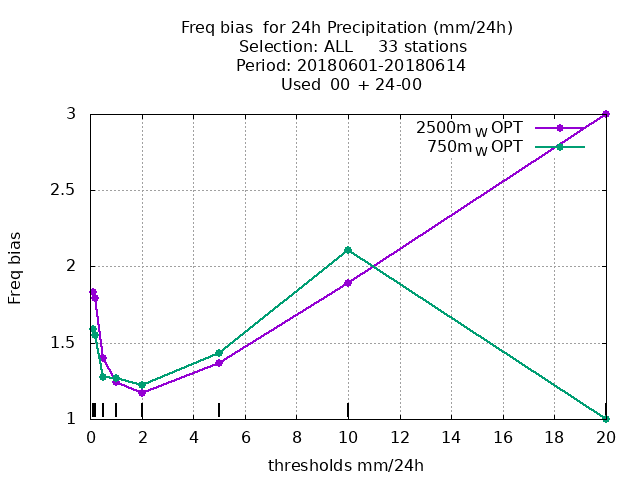 Freq bias  for 24h Precipitation (mm/24h)
Selection: ALL     33 stations
Period: 20180601-20180614
Used  00 + 24-00
3
2500m W OPT
750m W OPT
2.5
2
Freq bias
1.5
1
0 2 4 6 8 10 12 14 16 18 20
thresholds mm/24h